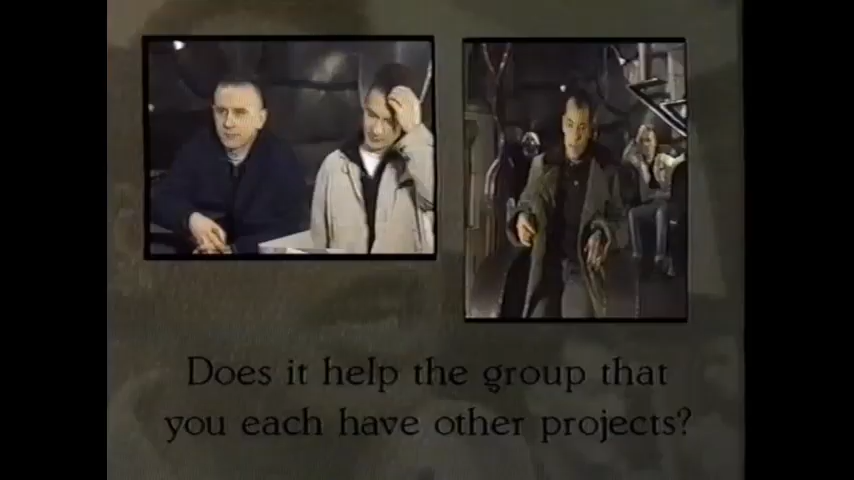 Does it help the group that
you each have other projects?